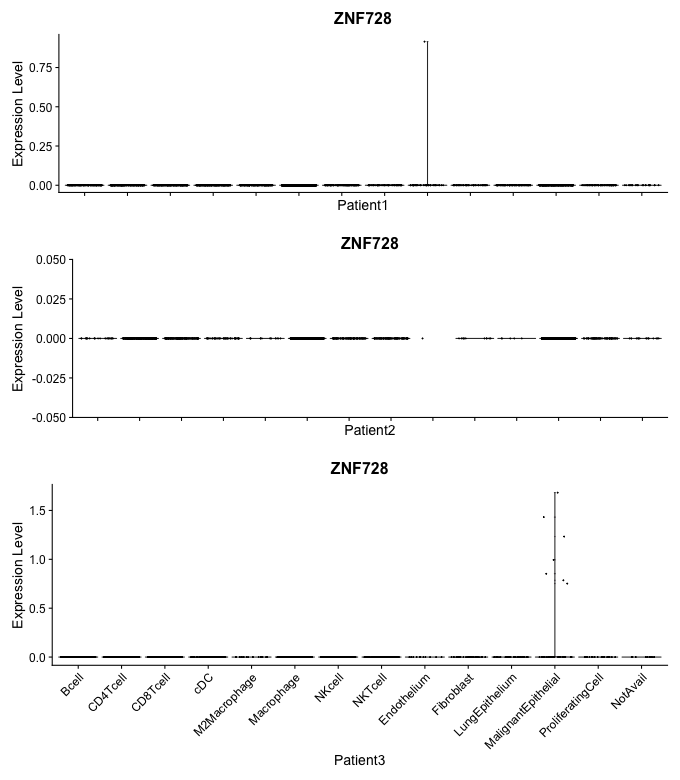 ZNF728
Expression Level
0.75
0.50
0.25
0.00
Patient1
ZNF728
Expression Level
0.050
0.025
0.000
-0.025
-0.050
Patient2
ZNF728
Expression Level
1.5
1.0
0.5
0.0
Bcell
CD4Tcell
CD8Tcell
cDC
M2Macrophage
Macrophage
NKcell
NKTcell
Endothelium
Fibroblast
LungEpithelium
MalignantEpithelial
ProliferatingCell
NotAvail
Patient3